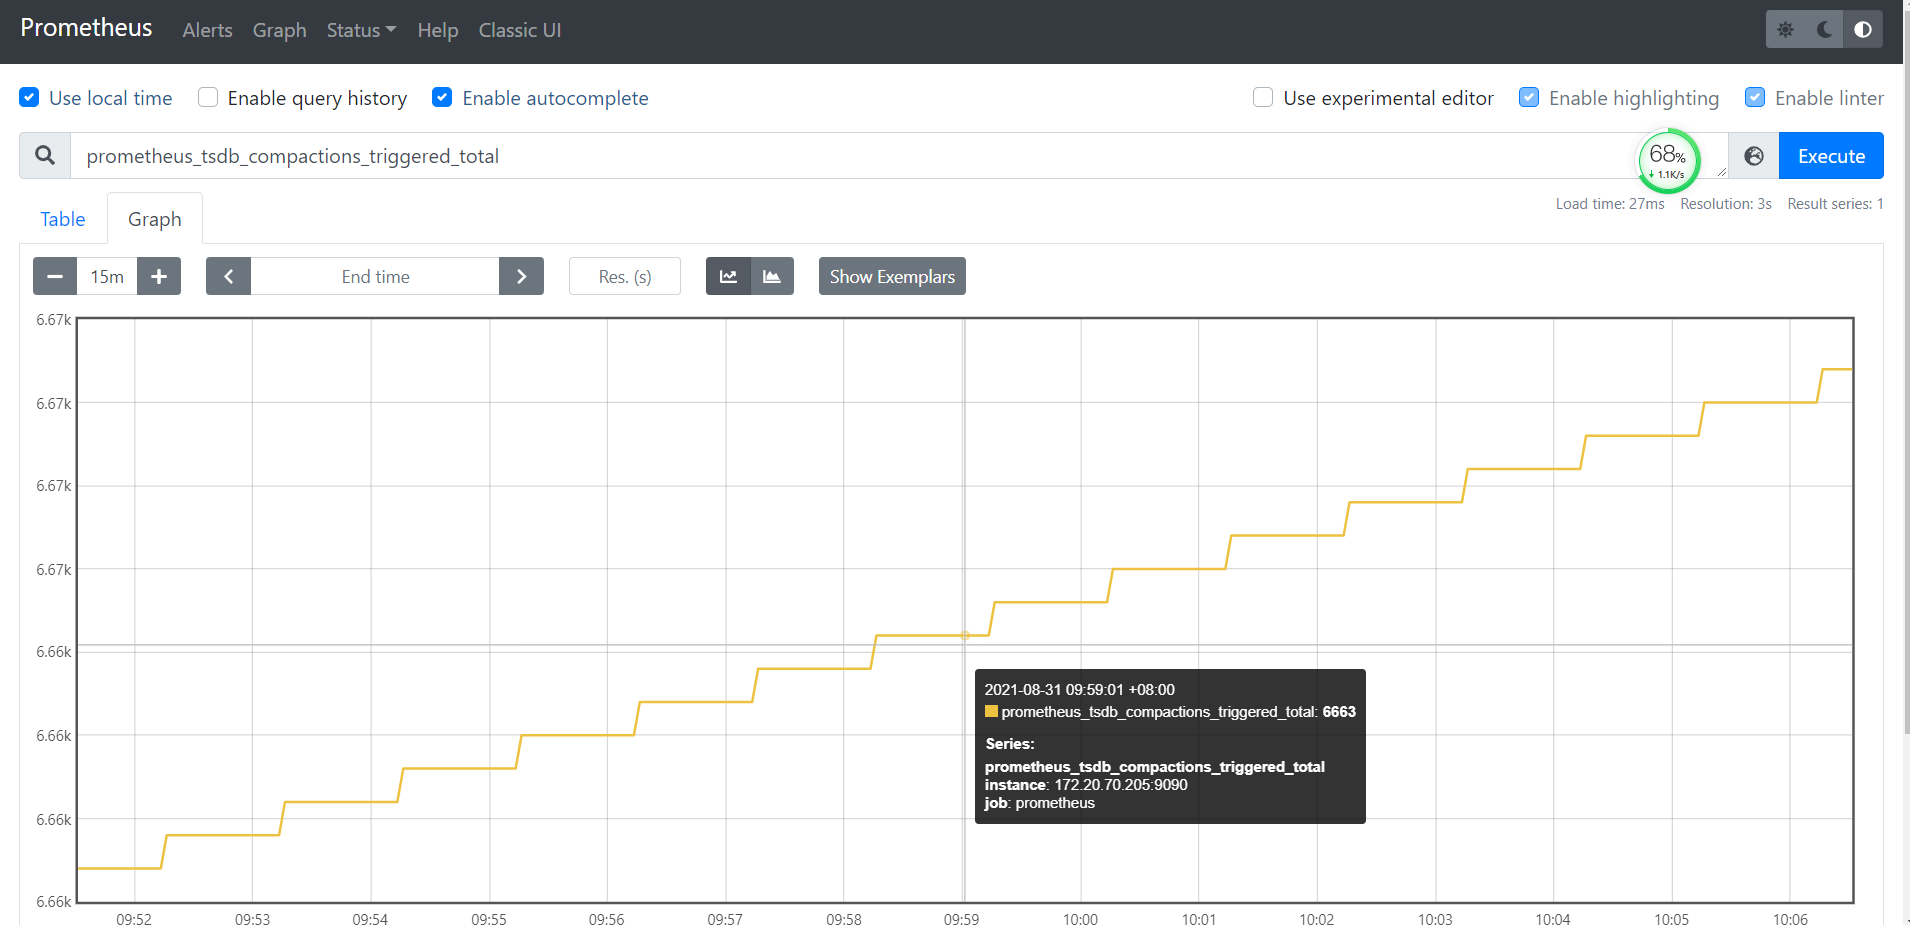 Prometheus Alerts Graph Status Help Classic UI
Use local time Enable query history Enable autocomplete Use experimental editor Enable highlighting Enable linter
prometheus_tsdb_compactions_triggered_total 68% Execute
1.1K/s
Load time: 27ms Resolution: 3s Result series: 1
Table Graph
15m End time Res. (s) Show Exemplars
6.67k
6.67k
6.67k
6.67k
6.66k
6.66k
6.66k
6.66k
2021-08-31 09:59:01 +08:00
prometheus_tsdb_compactions_triggered_total: 6663
Series:
prometheus_tsdb_compactions_triggered_total
instance: 172.20.70.205:9090
job: prometheus
09:52 09:53 09:54 09:55 09:56 09:57 09:58 09:59 10:00 10:01 10:02 10:03 10:04 10:05 10:06